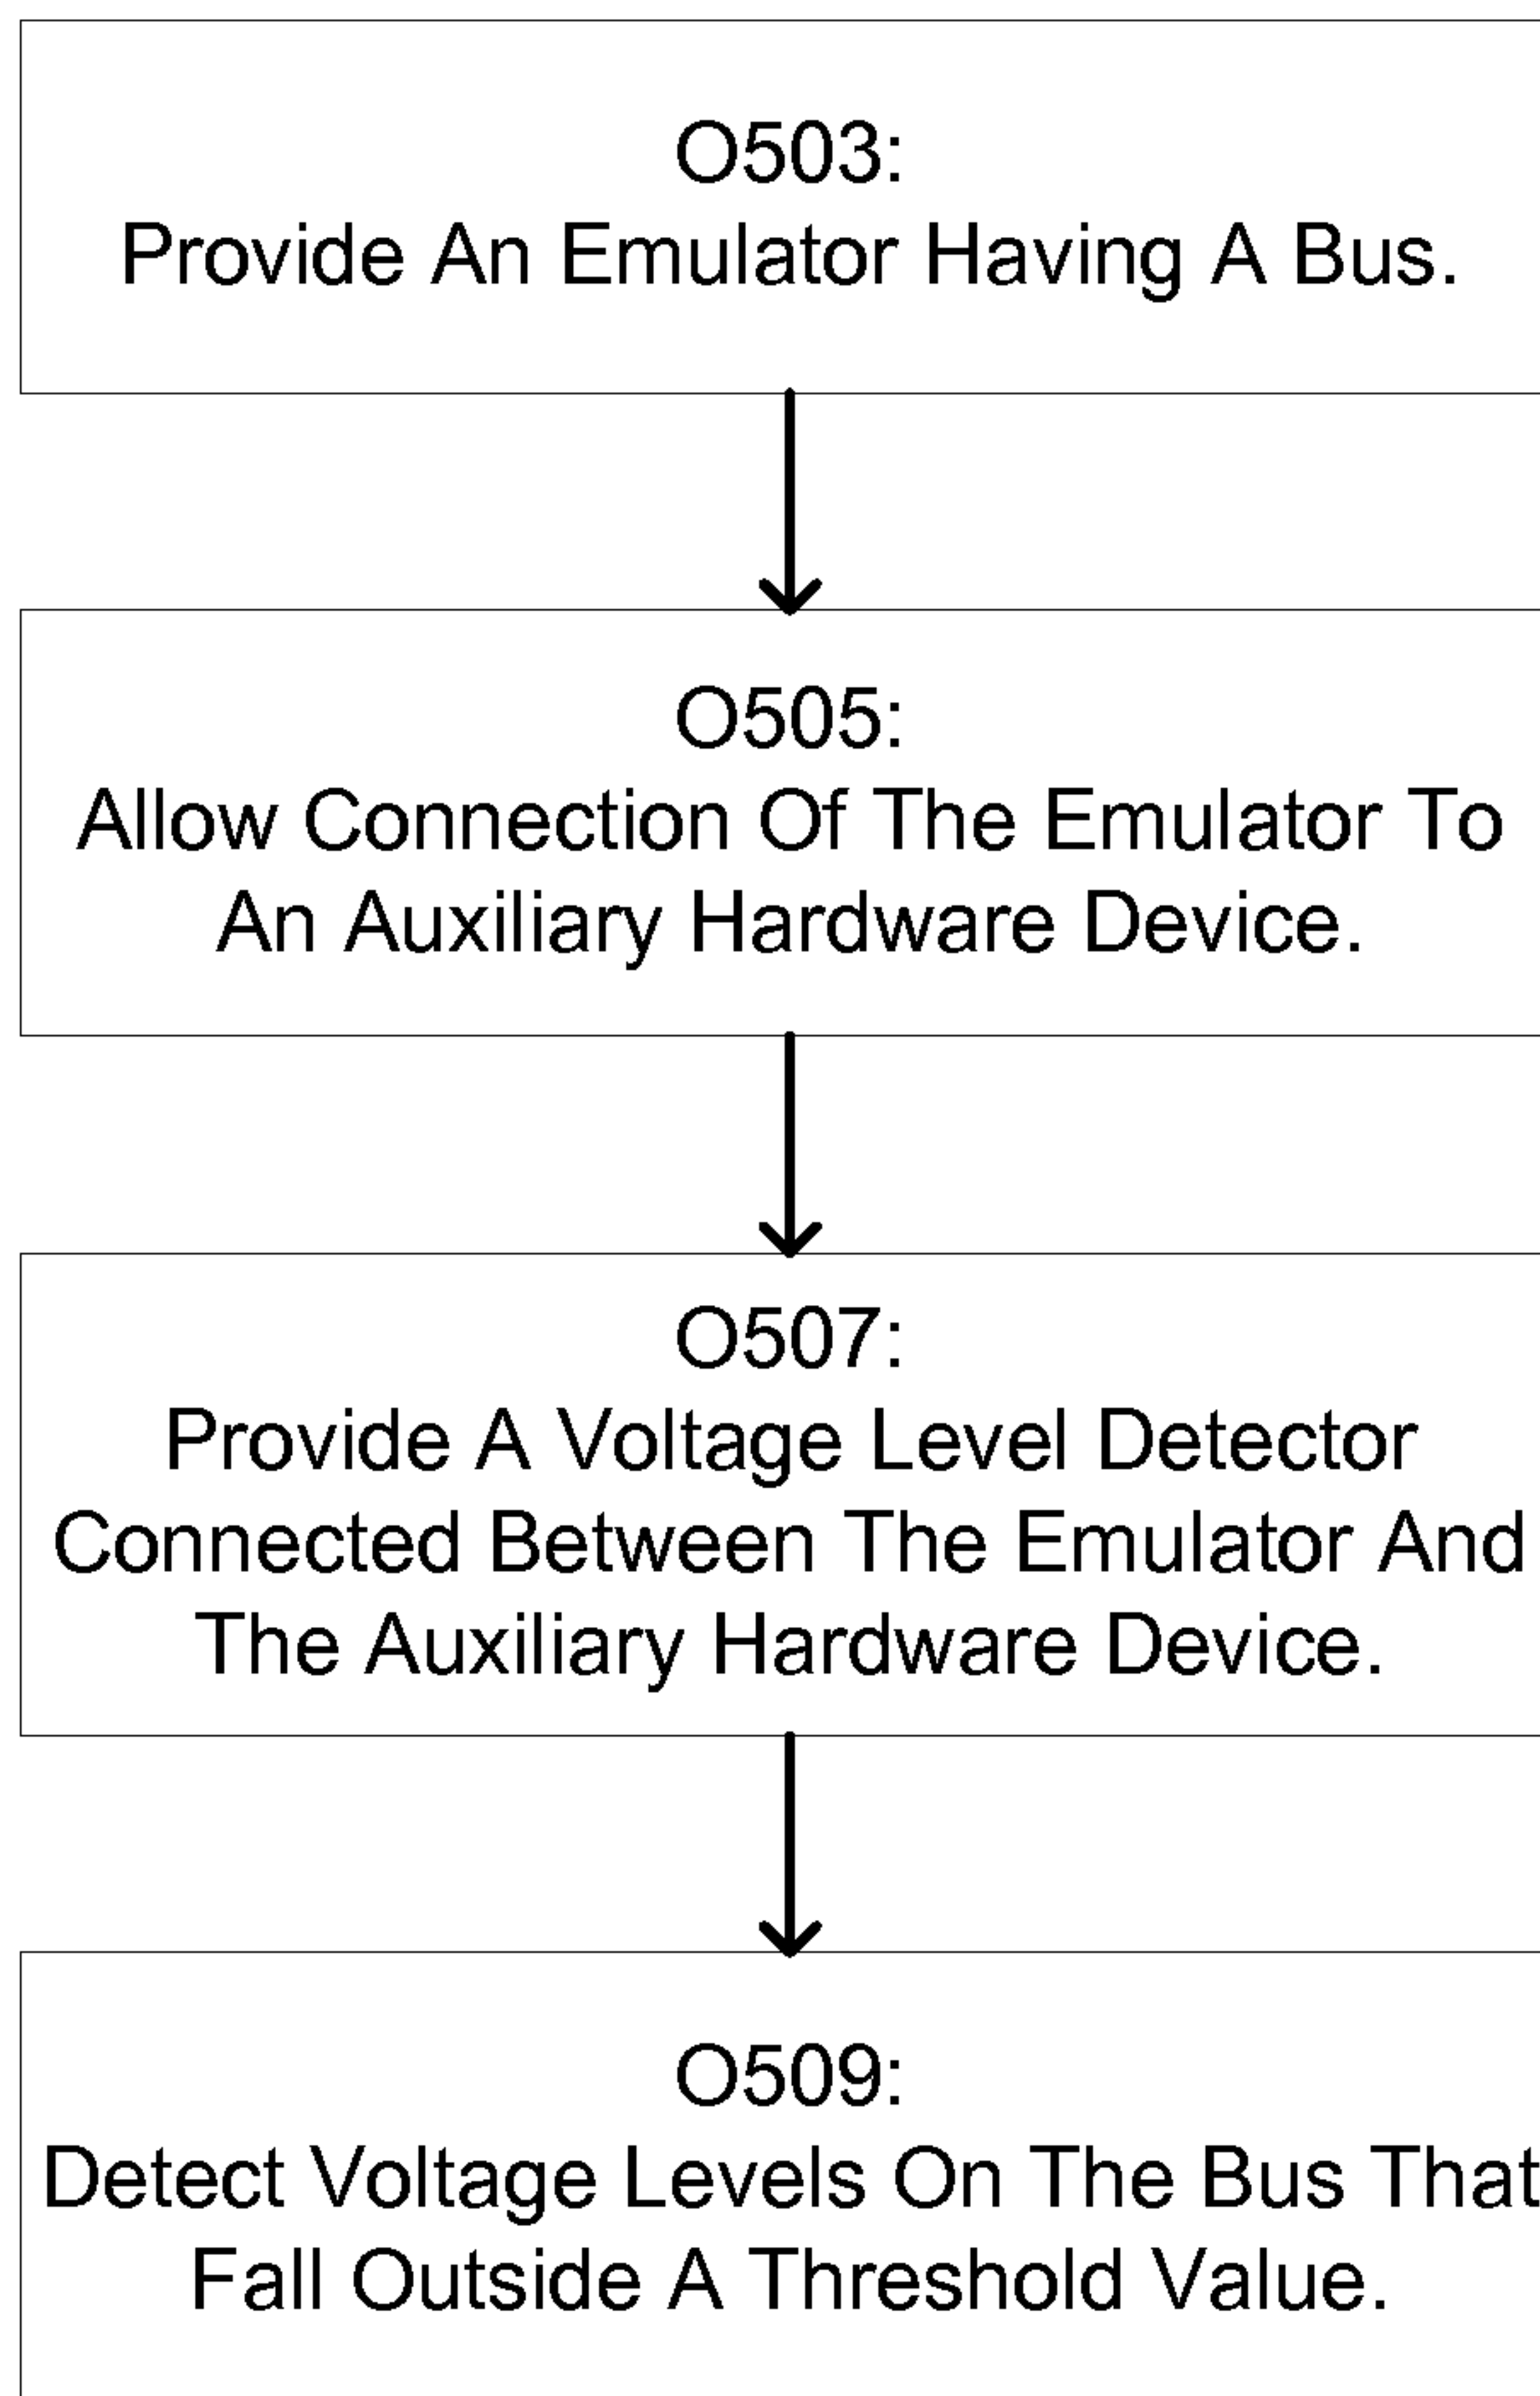 O503:
Provide An Emulator Having A Bus.
O505:
Allow Connection Of The Emulator To
An Auxiliary Hardware Device.
O507:
Provide A Voltage Level Detector
Connected Between The Emulator And
The Auxiliary Hardware Device.
O509:
Detect Voltage Levels On The Bus That
Fall Outside A Threshold Value.